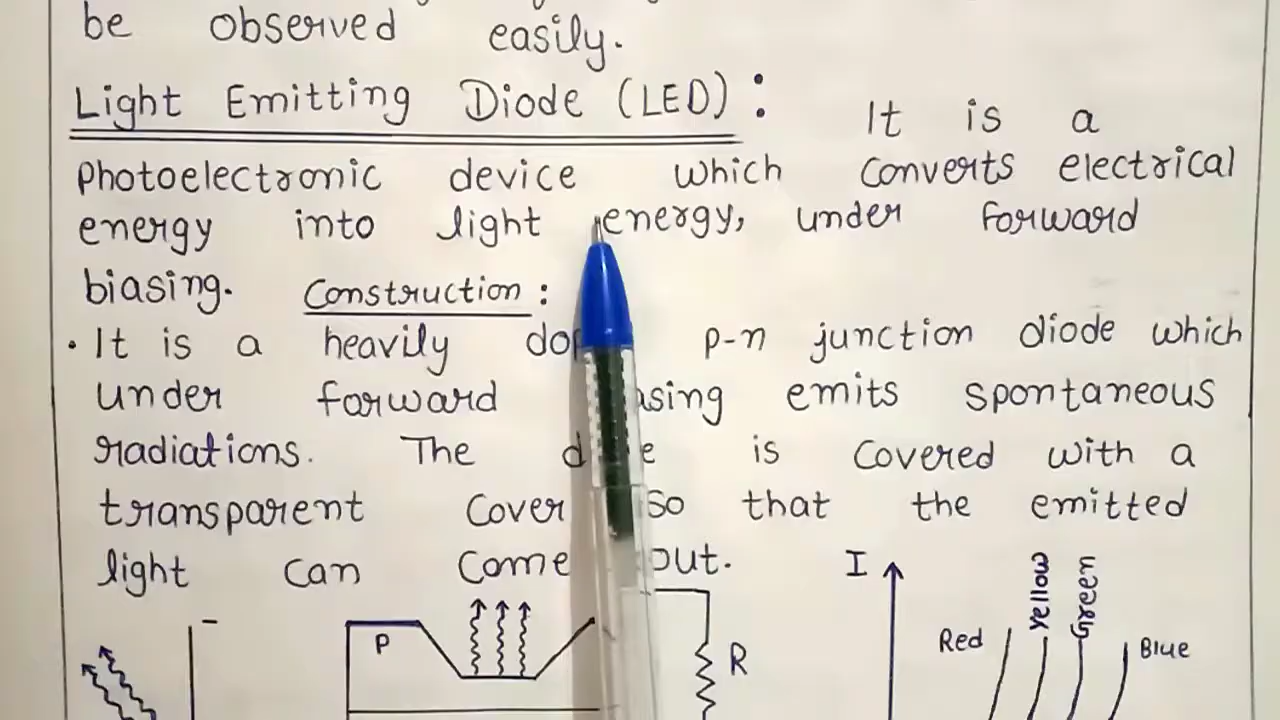 be observed easily.
Light Emitting Diode (LED): It is a
Photoelectronic device which converts electrical
energy into light energy, under forward
biasing. Construction:
• It is a heavily p-n junction diode which
under forward emits spontaneous
radiations. The is covered with a
transparent cover so that the emitted
light can come out.
I
Yellow
Green
Red
Blue
P
R
-